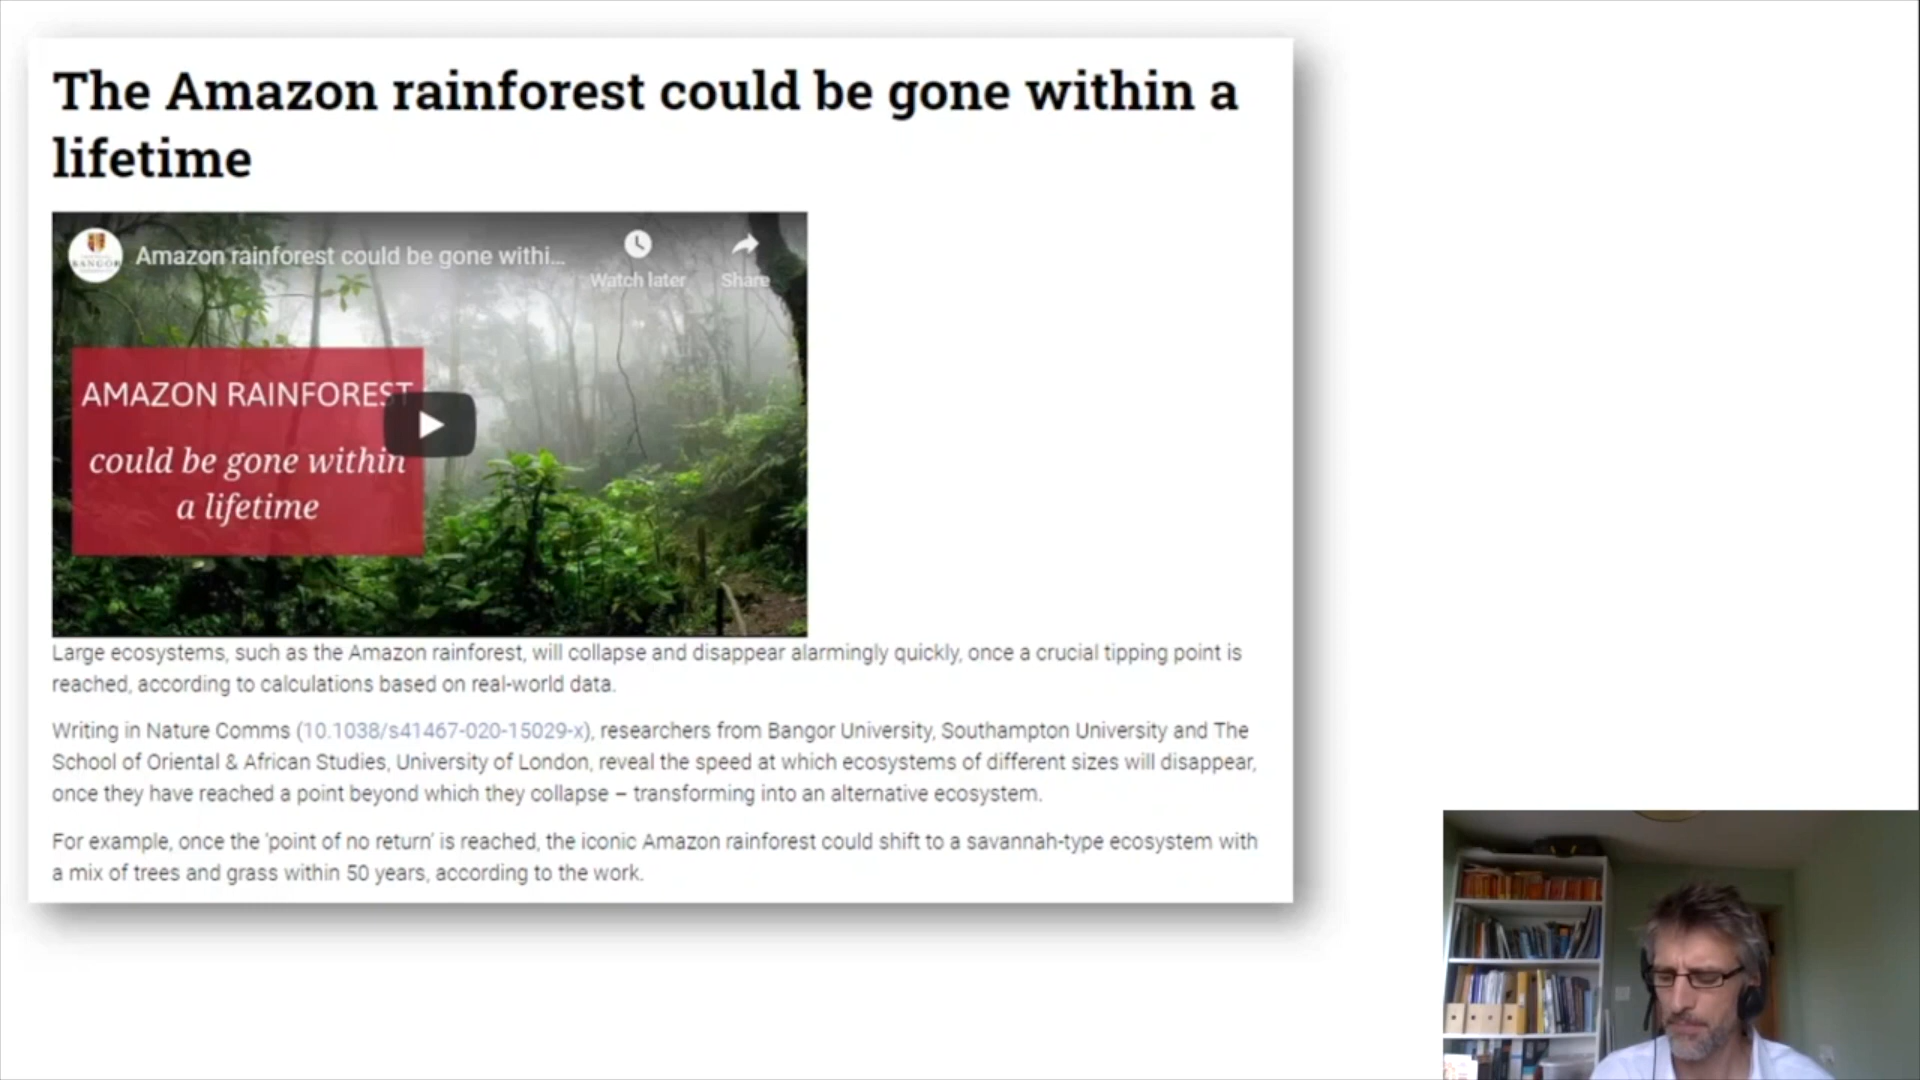 The Amazon rainforest could be gone within a
lifetime
BANGOR
Amazon rainforest could be gone withi...
Watch later
Share
AMAZON RAINFOREST
could be gone within
a lifetime
Large ecosystems, such as the Amazon rainforest, will collapse and disappear alarmingly quickly, once a crucial tipping point is
reached, according to calculations based on real-world data.
Writing in Nature Comms (10.1038/s41467-020-15029-x), researchers from Bangor University, Southampton University and The
School of Oriental & African Studies, University of London, reveal the speed at which ecosystems of different sizes will disappear,
once they have reached a point beyond which they collapse – transforming into an alternative ecosystem.
For example, once the 'point of no return' is reached, the iconic Amazon rainforest could shift to a savannah-type ecosystem with
a mix of trees and grass within 50 years, according to the work.